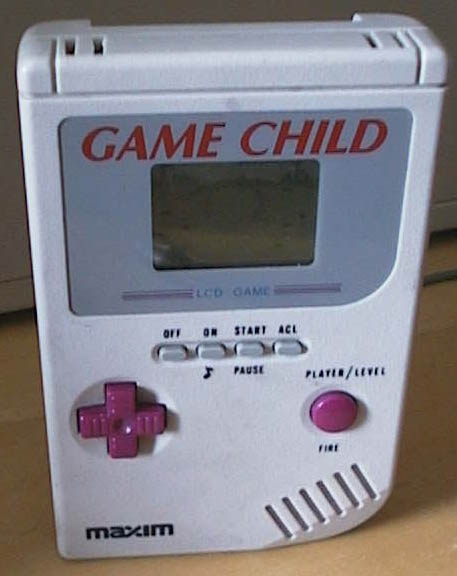 GAME CHILD
LCD GAME
OFF ON START ACL
♪ PAUSE
PLAYER/LEVEL
FIRE
maxim